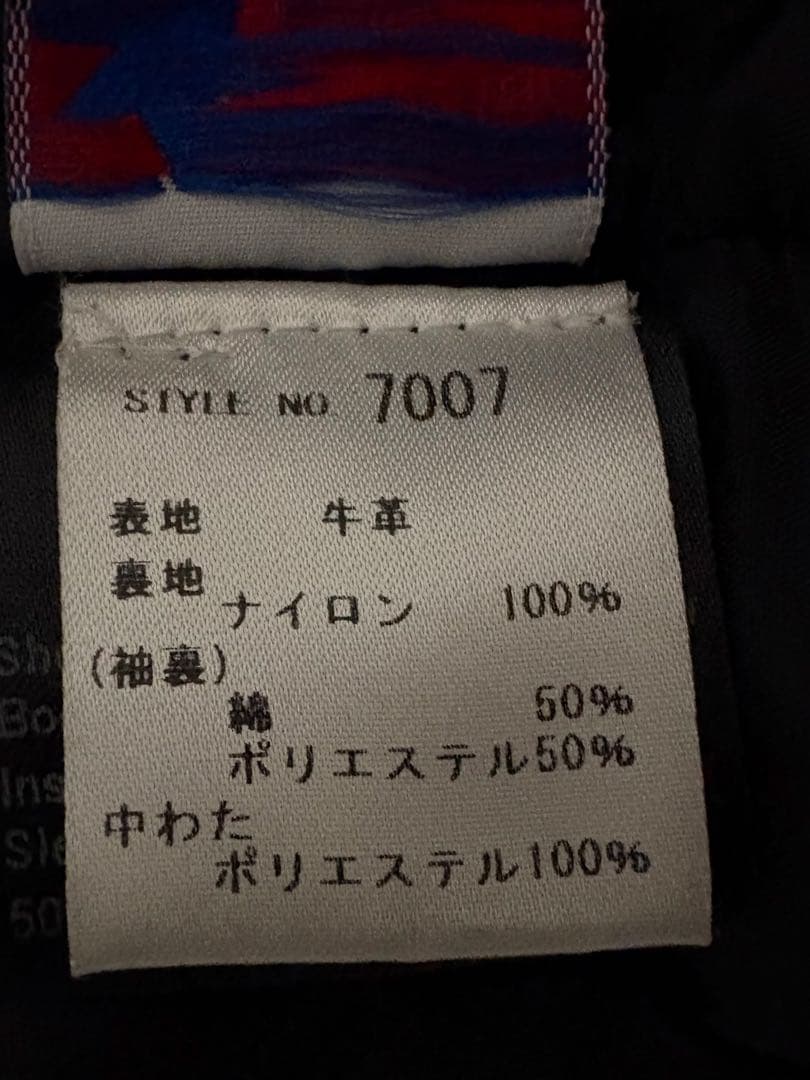 STYLE NO 7007
表地 牛革
裏地
ナイロン 100%
(袖裏)
綿 50%
ポリエステル50%
中わた
ポリエステル100%
50